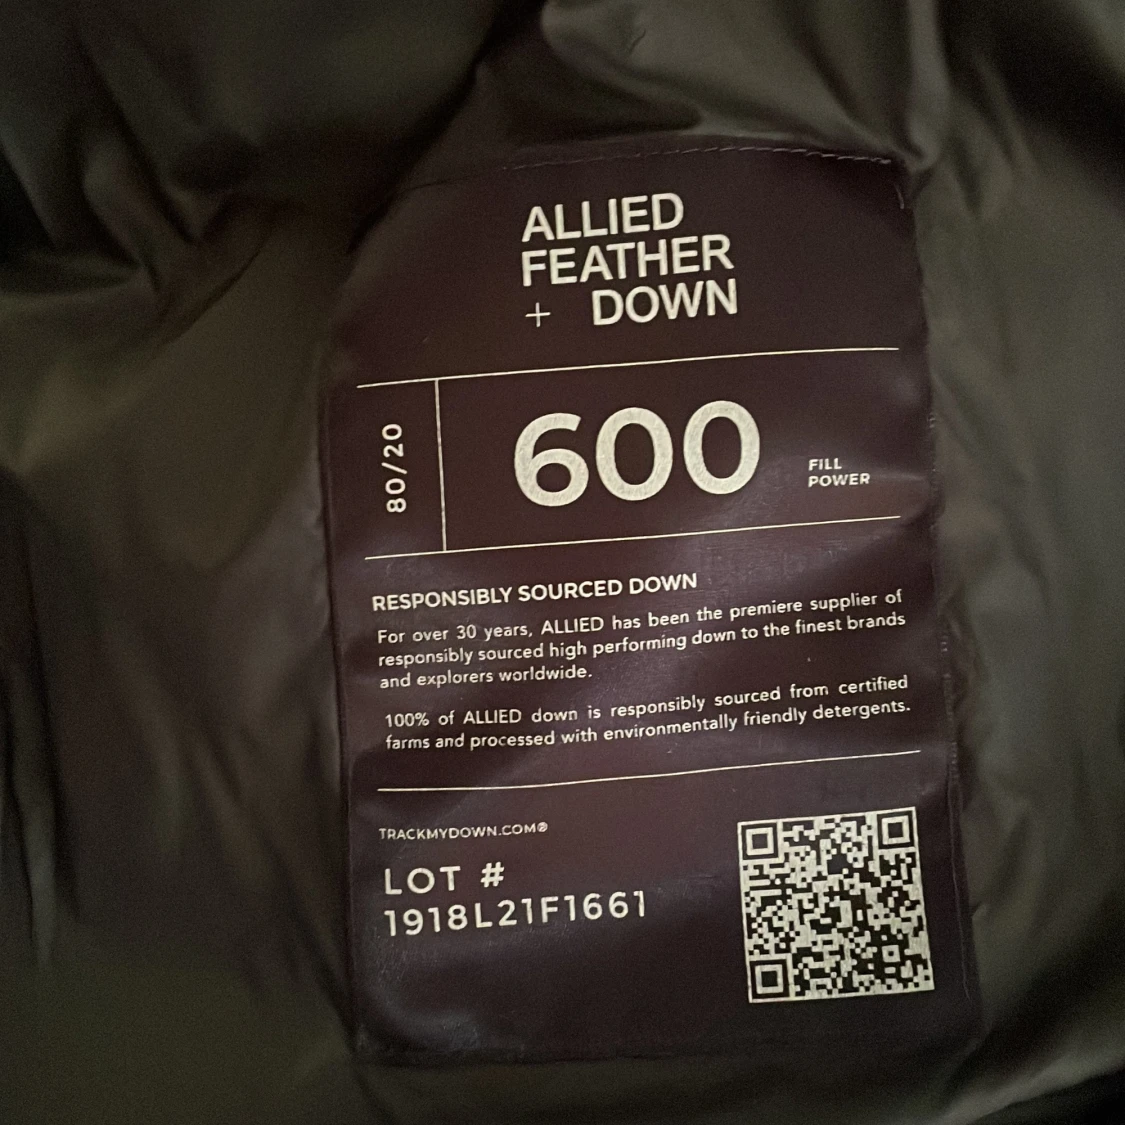 ALLIED
FEATHER
+ DOWN
80/20
600
FILL
POWER
RESPONSIBLY SOURCED DOWN
For over 30 years, ALLIED has been the premiere supplier of
responsibly sourced high performing down to the finest brands
and explorers worldwide.
100% of ALLIED down is responsibly sourced from certified
farms and processed with environmentally friendly detergents.
TRACKMYDOWN.COM®
LOT #
1918L21F1661